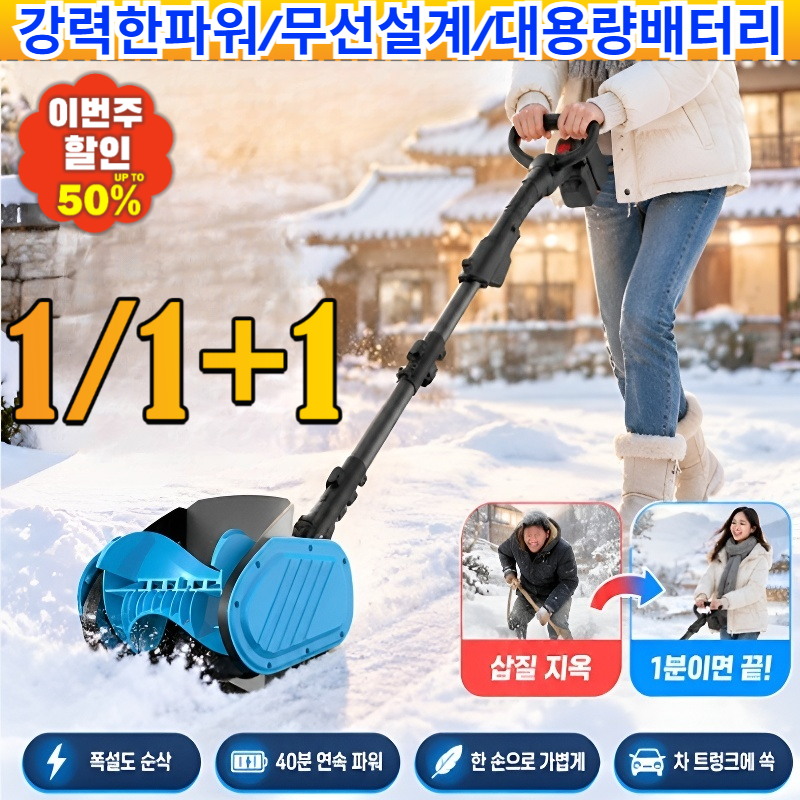 강력한파워/무선설계/대용량배터리
이번주
할인
UP TO
50%
1/1+1
삽질 지옥
1분이면 끝!
폭설도 순삭
40분 연속 파워
한 손으로 가볍게
차 트렁크에 쏙